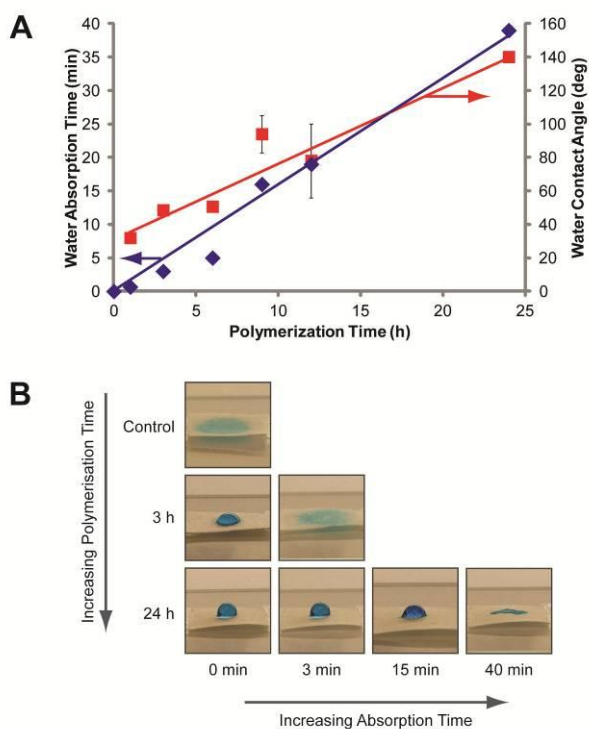 A
Water Absorption Time (min)
40
35
30
25
20
15
10
5
0
160
140
120
100
80
60
40
20
0
Water Contact Angle (deg)
0 5 10 15 20 25
Polymerization Time (h)
B
Increasing Polymerisation Time
Control
3 h
24 h
0 min 3 min 15 min 40 min
Increasing Absorption Time